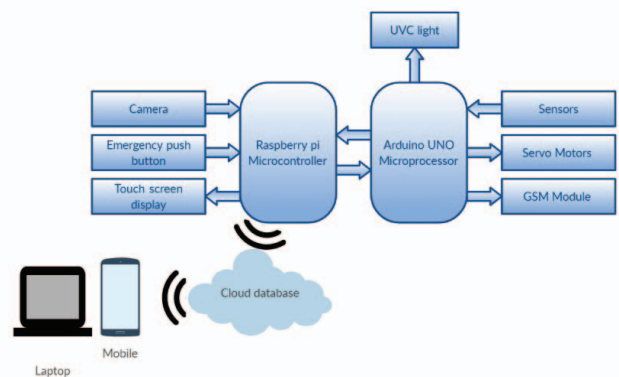 UVC light
Camera
Emergency push
button
Touch screen
display
Raspberry pi
Microcontroller
Arduino UNO
Microprocessor
Sensors
Servo Motors
GSM Module
Cloud database
Mobile
Laptop